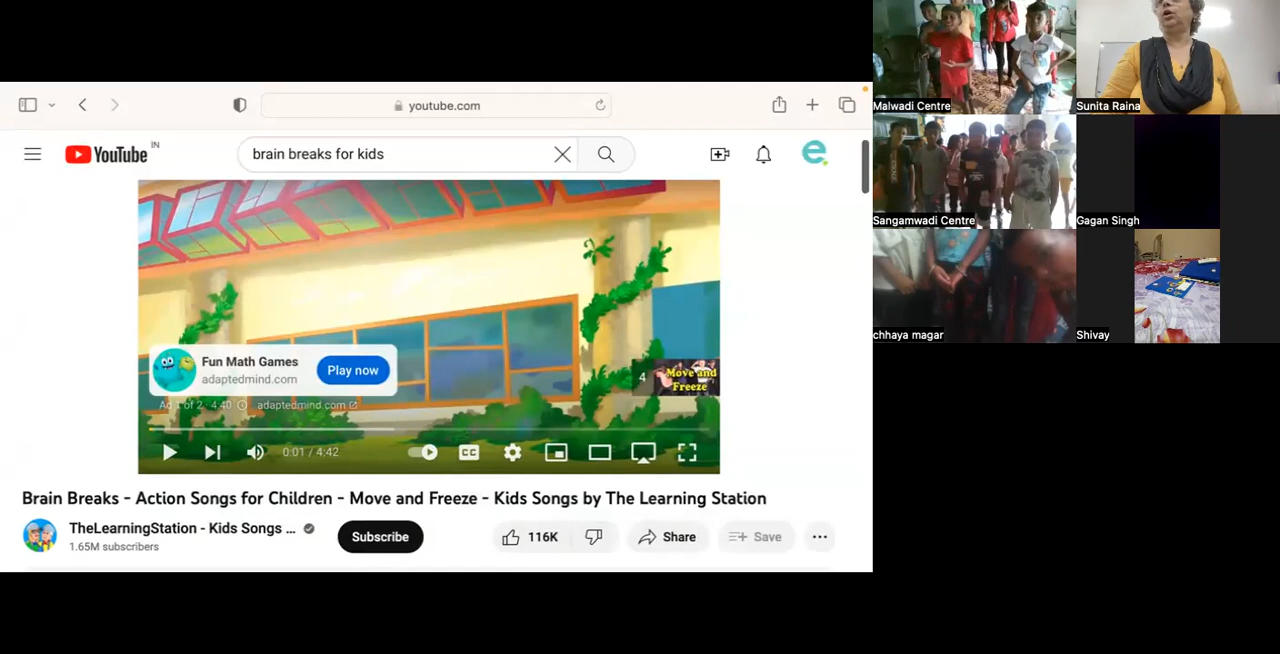 youtube.com
YouTube IN
brain breaks for kids
Fun Math Games
adaptedmind.com
Play now
4
Move and
Freeze
Ad 1 of 2 · 4:40 adaptedmind.com
0:01 / 4:42
CC
Brain Breaks - Action Songs for Children - Move and Freeze - Kids Songs by The Learning Station
TheLearningStation - Kids Songs ...
1.65M subscribers
Subscribe
116K
Share
Save
Malwadi Centre
Sunita Raina
Sangamwadi Centre
Gagan Singh
chhaya magar
Shivay